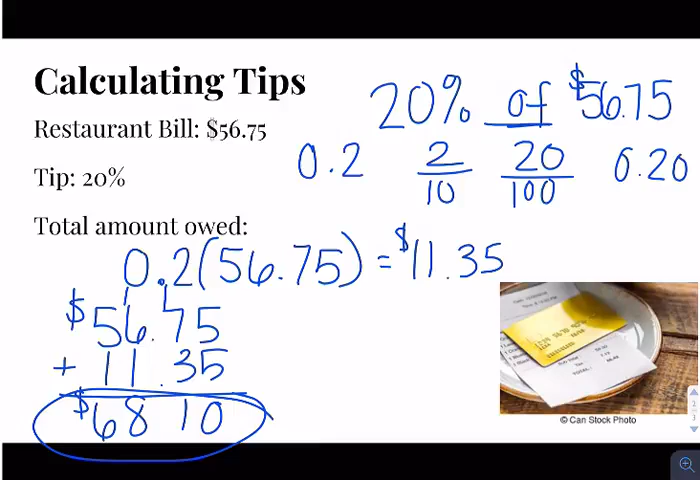 Calculating Tips
20% of $56.75
Restaurant Bill: $56.75
0.2 2/10 20/100 0.20
Tip: 20%
Total amount owed:
0.2(56.75) = $11.35
$56.75
+ 11.35
$68 10
TOTAL:
© Can Stock Photo